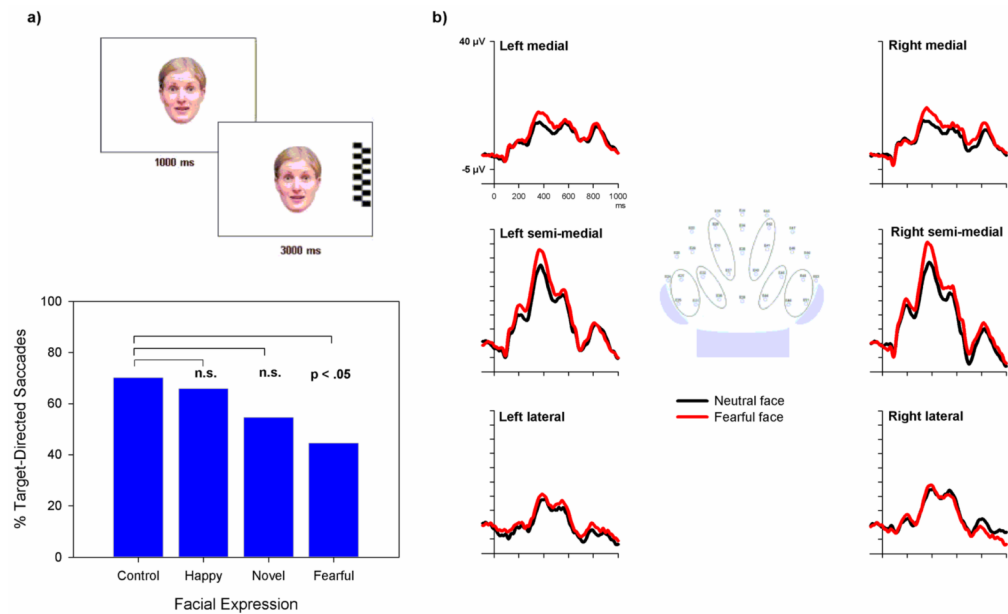 a)
1000 ms
3000 ms
100
80
60
40
20
0
% Target-Directed Saccades
n.s.
n.s.
p < .05
Control
Happy
Novel
Fearful
Facial Expression
b)
Left medial
40 µV
-5 µV
0
200
400
600
800
1000
ms
Right medial
Left semi-medial
Right semi-medial
Neutral face
Fearful face
Left lateral
Right lateral